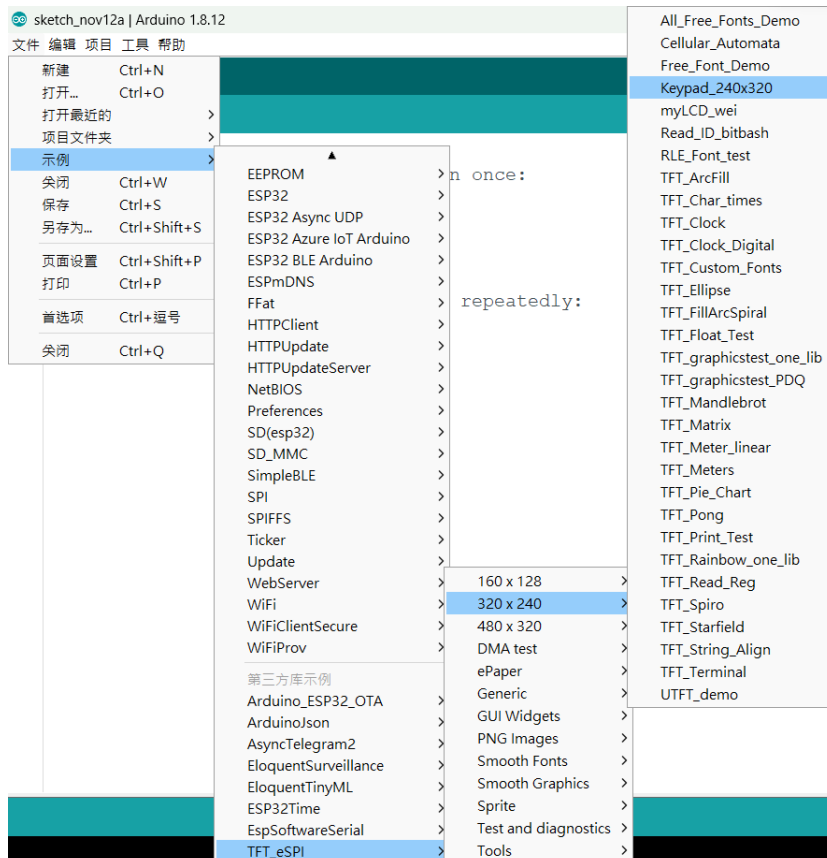 sketch_nov12a | Arduino 1.8.12
文件 编辑 项目 工具 帮助
新建 Ctrl+N
打开... Ctrl+O
打开最近的
项目文件夹
示例
关闭 Ctrl+W
保存 Ctrl+S
另存为... Ctrl+Shift+S
页面设置 Ctrl+Shift+P
打印 Ctrl+P
首选项 Ctrl+逗号
关闭 Ctrl+Q
n once:
repeatedly:
EEPROM
ESP32
ESP32 Async UDP
ESP32 Azure IoT Arduino
ESP32 BLE Arduino
ESPmDNS
FFat
HTTPClient
HTTPUpdate
HTTPUpdateServer
NetBIOS
Preferences
SD(esp32)
SD_MMC
SimpleBLE
SPI
SPIFFS
Ticker
Update
WebServer
WiFi
WiFiClientSecure
WiFiProv
第三方库示例
Arduino_ESP32_OTA
ArduinoJson
AsyncTelegram2
EloquentSurveillance
EloquentTinyML
ESP32Time
EspSoftwareSerial
TFT_eSPI
160 x 128
320 x 240
480 x 320
DMA test
ePaper
Generic
GUI Widgets
PNG Images
Smooth Fonts
Smooth Graphics
Sprite
Test and diagnostics
Tools
All_Free_Fonts_Demo
Cellular_Automata
Free_Font_Demo
Keypad_240x320
myLCD_wei
Read_ID_bitbash
RLE_Font_test
TFT_ArcFill
TFT_Char_times
TFT_Clock
TFT_Clock_Digital
TFT_Custom_Fonts
TFT_Ellipse
TFT_FillArcSpiral
TFT_Float_Test
TFT_graphicstest_one_lib
TFT_graphicstest_PDQ
TFT_Mandlebrot
TFT_Matrix
TFT_Meter_linear
TFT_Meters
TFT_Pie_Chart
TFT_Pong
TFT_Print_Test
TFT_Rainbow_one_lib
TFT_Read_Reg
TFT_Spiro
TFT_Starfield
TFT_String_Align
TFT_Terminal
UTFT_demo